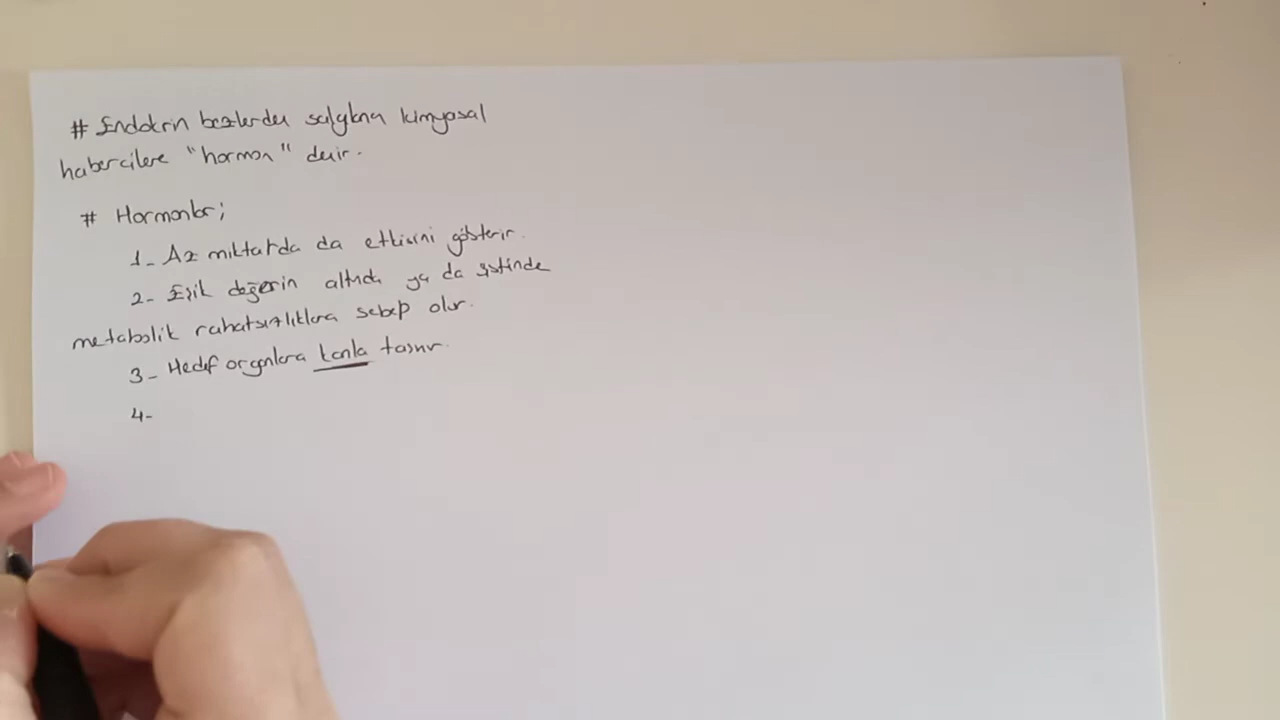 # Endokrin bezlerden salgılanan kimyasal
habercilere "hormon" denir.
# Hormonlar;
1- Az miktarda da etkisini gösterir.
2- Eşik değerin altında ya da üstünde
metabolik rahatsızlıklara sebep olur.
3- Hedef organlara kanla taşınır.
4-